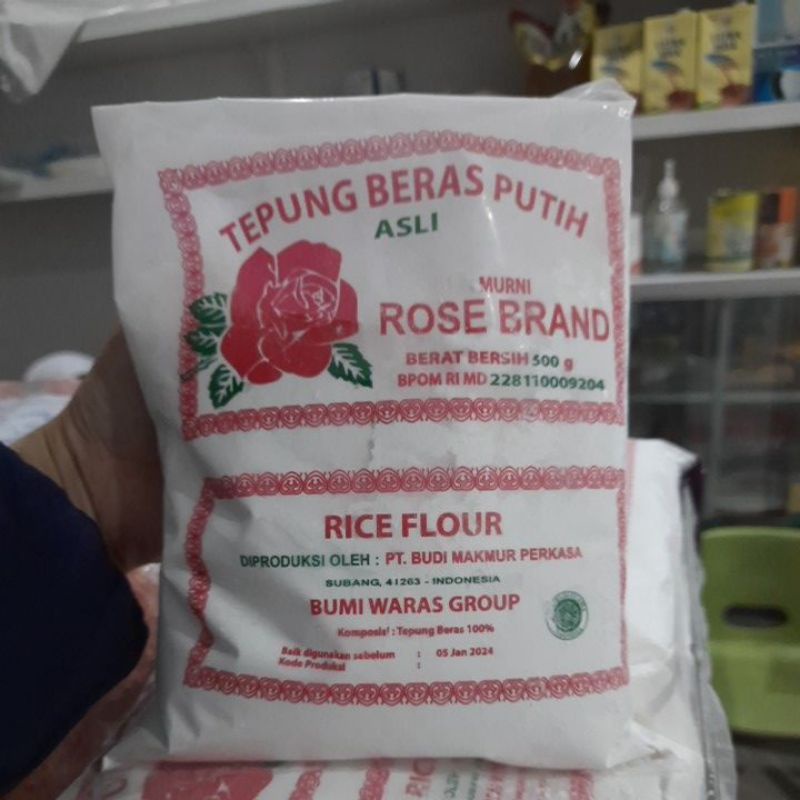 TEPUNG BERAS PUTIH
ASLI
MURNI
ROSE BRAND
BERAT BERSIH 500 g
BPOM RI MD 228110009204
RICE FLOUR
DIPRODUKSI OLEH : PT. BUDI MAKMUR PERKASA
SUBANG, 41263 - INDONESIA
BUMI WARAS GROUP
Komposisi : Tepung Beras 100%
Baik digunakan sebelum : 05 Jan 2024
Kode Produksi :
RIC